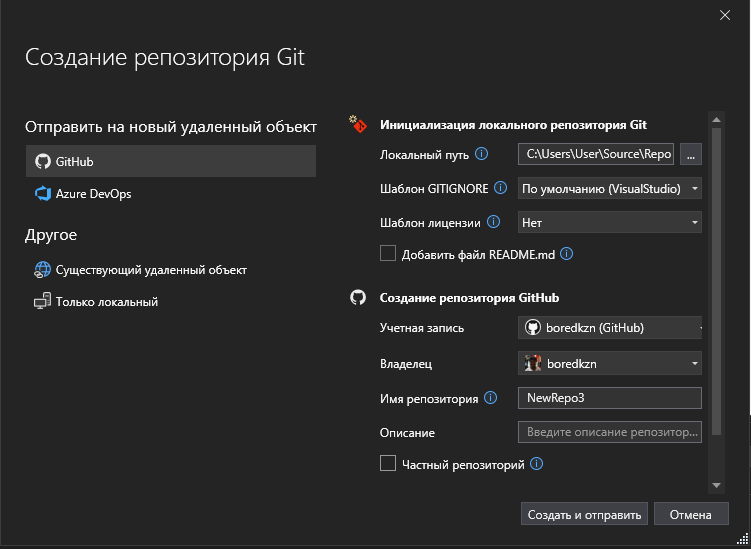 Создание репозитория Git
Отправить на новый удаленный объект
GitHub
Azure DevOps
Другое
Существующий удаленный объект
Только локальный
Инициализация локального репозитория Git
Локальный путь C:\Users\User\Source\Repo ...
Шаблон GITIGNORE По умолчанию (VisualStudio)
Шаблон лицензии Нет
Добавить файл README.md
Создание репозитория GitHub
Учетная запись boredkzn (GitHub)
Владелец boredkzn
Имя репозитория NewRepo3
Описание Введите описание репозитор...
Частный репозиторий
Создать и отправить Отмена